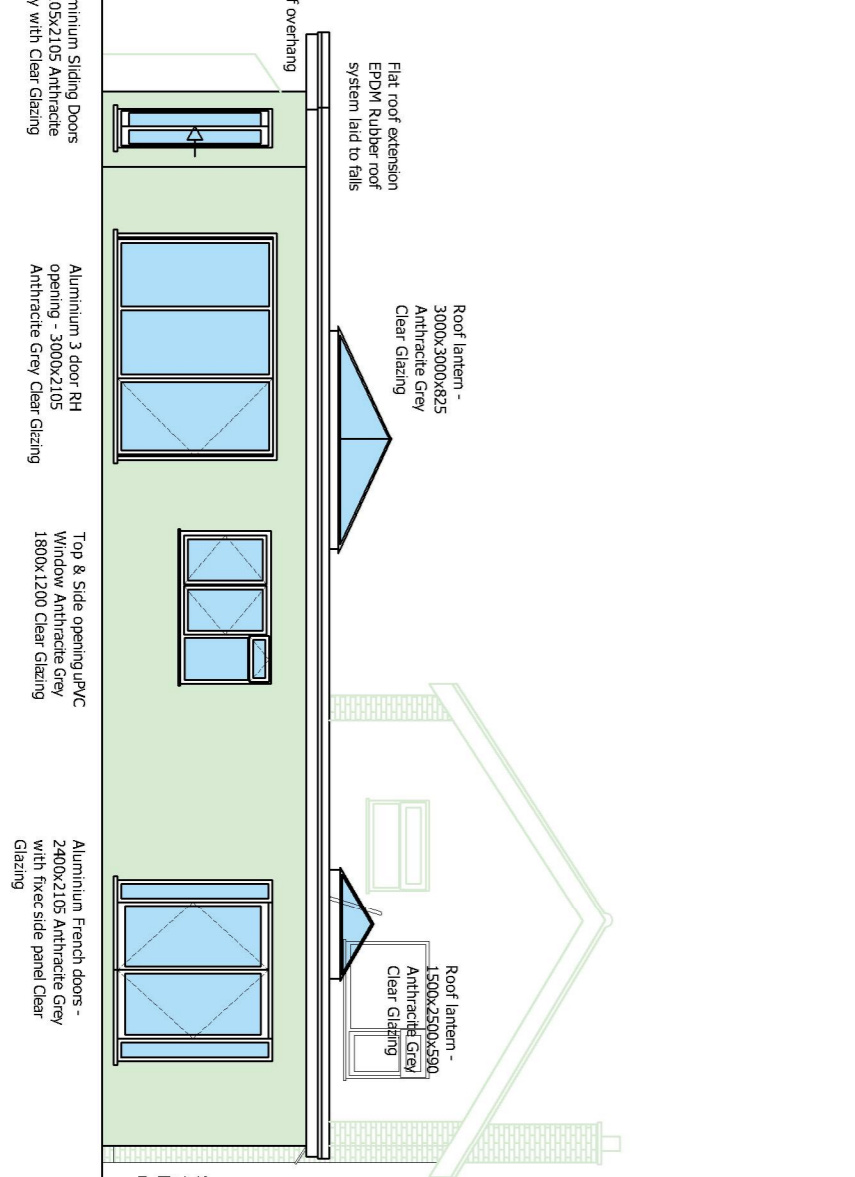 f overhang
minium Sliding Doors
05x2105 Anthracite
y with Clear Glazing
Flat roof extension
EPDM Rubber roof
system laid to falls
Roof lantern -
3000x3000x825
Anthracite Grey
Clear Glazing
Aluminium 3 door RH
opening - 3000x2105
Anthracite Grey Clear Glazing
Top & Side opening uPVC
Window Anthracite Grey
1800x1200 Clear Glazing
Roof lantern -
1500x2500x590
Anthracite Grey
Clear Glazing
Aluminium French doors -
2400x2105 Anthracite Grey
with fixec side panel Clear
Glazing